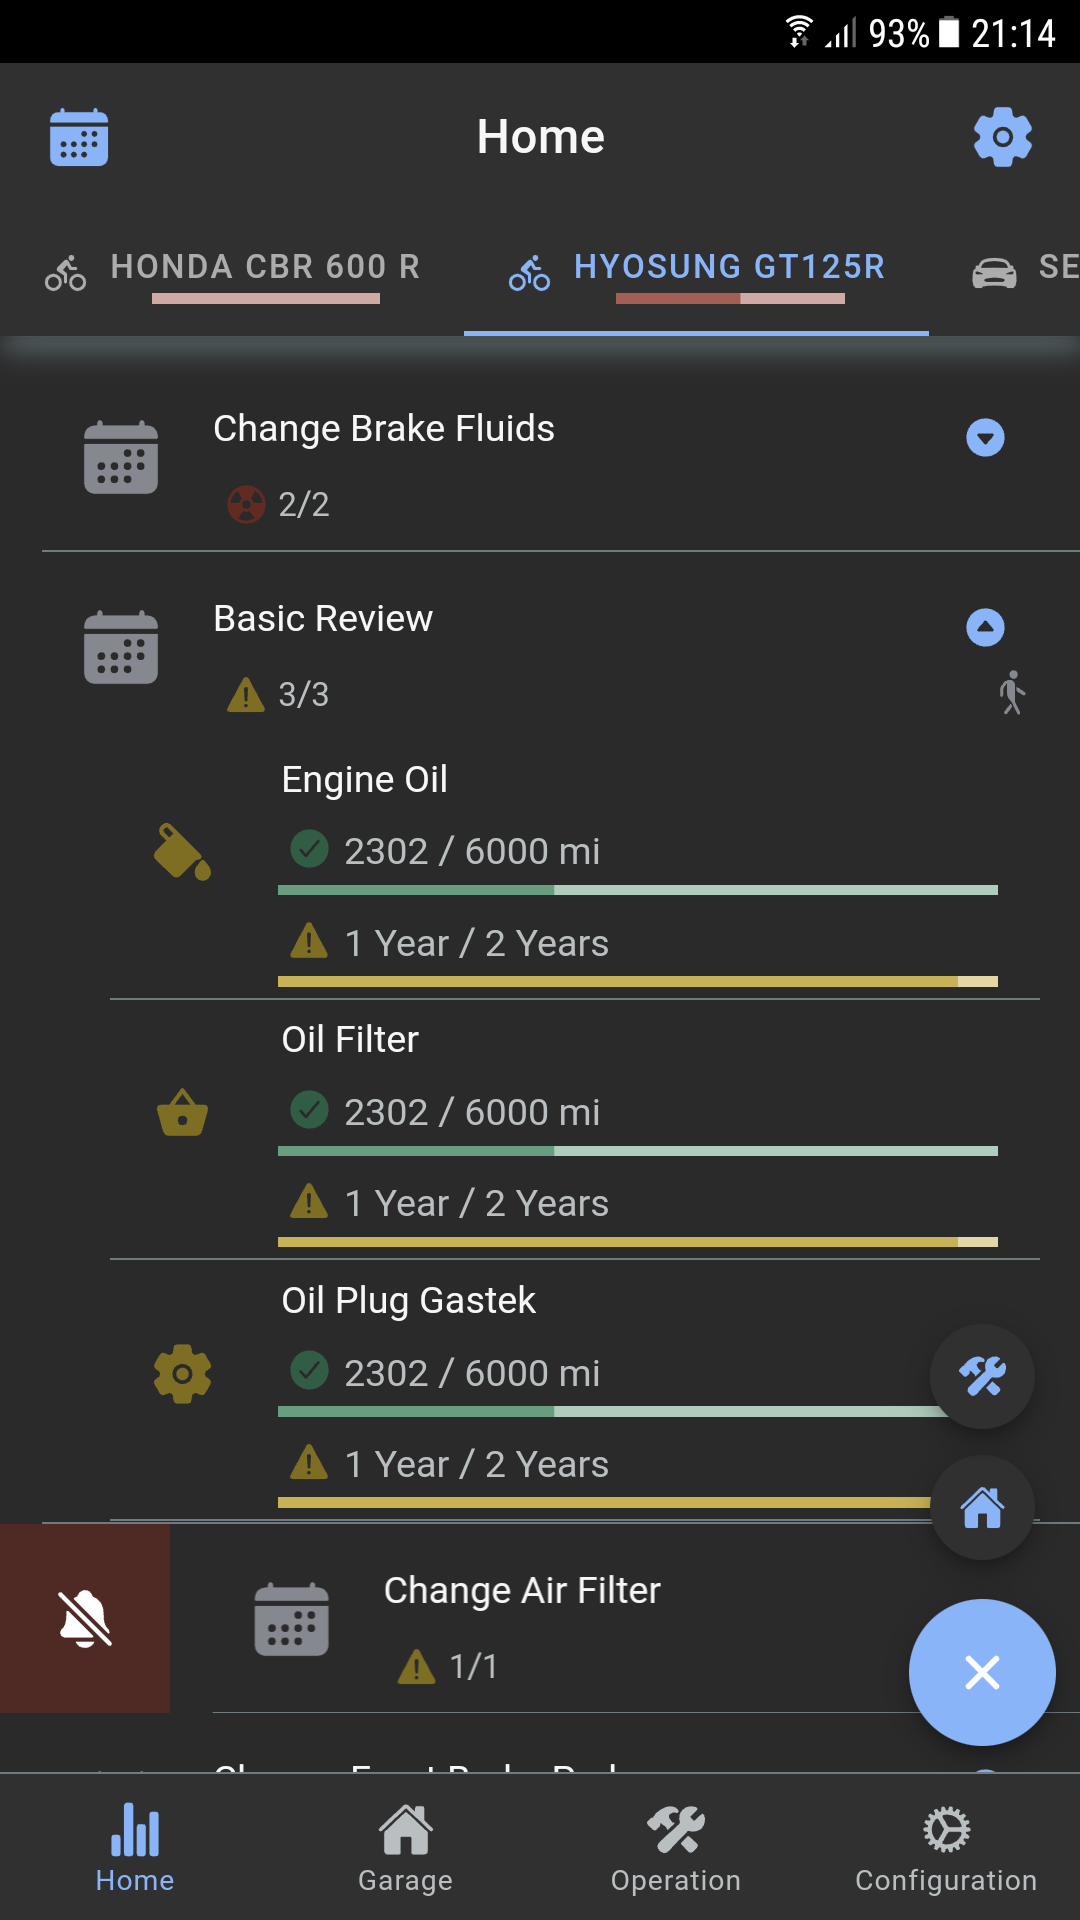 93% 21:14
Home
HONDA CBR 600 R HYOSUNG GT125R SE
Change Brake Fluids
2/2
Basic Review
3/3
Engine Oil
2302 / 6000 mi
1 Year / 2 Years
Oil Filter
2302 / 6000 mi
1 Year / 2 Years
Oil Plug Gastek
2302 / 6000 mi
1 Year / 2 Years
Change Air Filter
1/1
Home Garage Operation Configuration